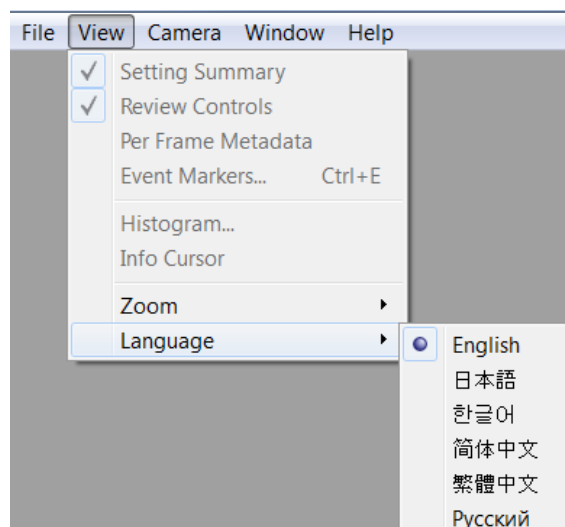 File View Camera Window Help
Setting Summary
Review Controls
Per Frame Metadata
Event Markers... Ctrl+E
Histogram...
Info Cursor
Zoom
Language
English
日本語
한글어
简体中文
繁體中文
Русский